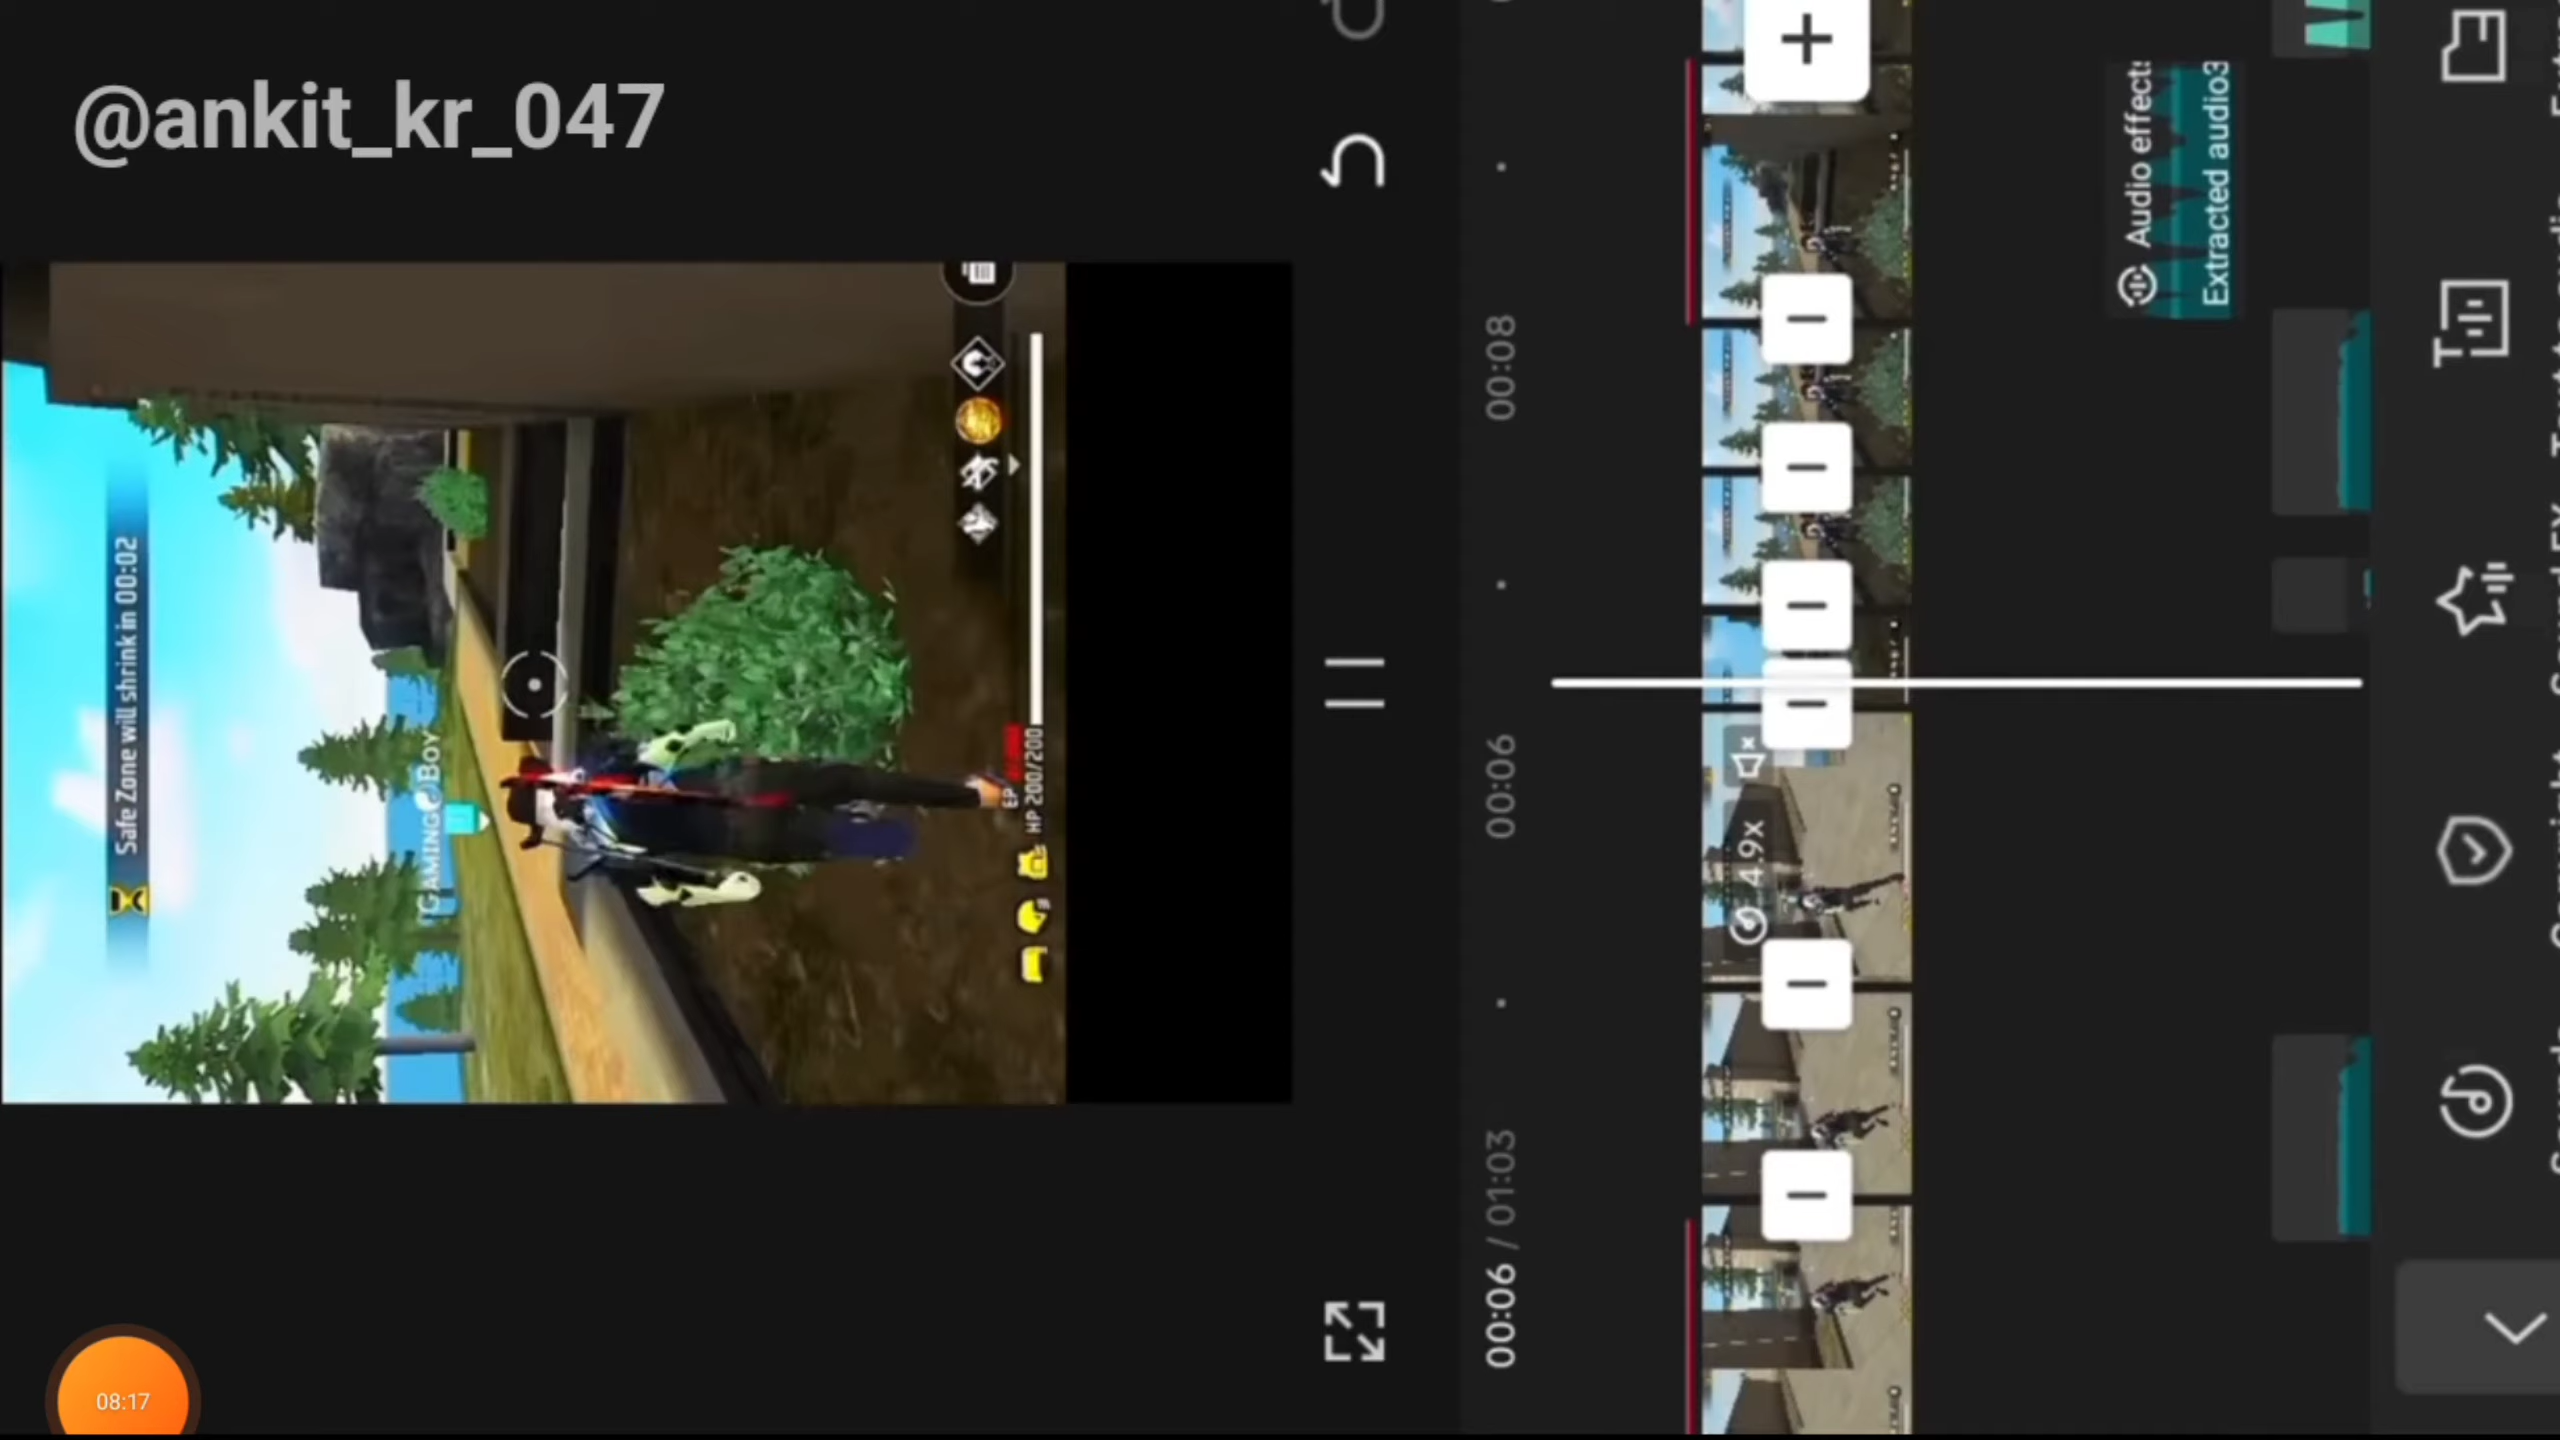 @ankit_kr_047
Safe Zone will shrink in 00:02
GAMING BOY
EP
HP 200/200
00:06 / 01:03
00:06
00:08
4.9x
Audio effects
Extracted audio3
08:17